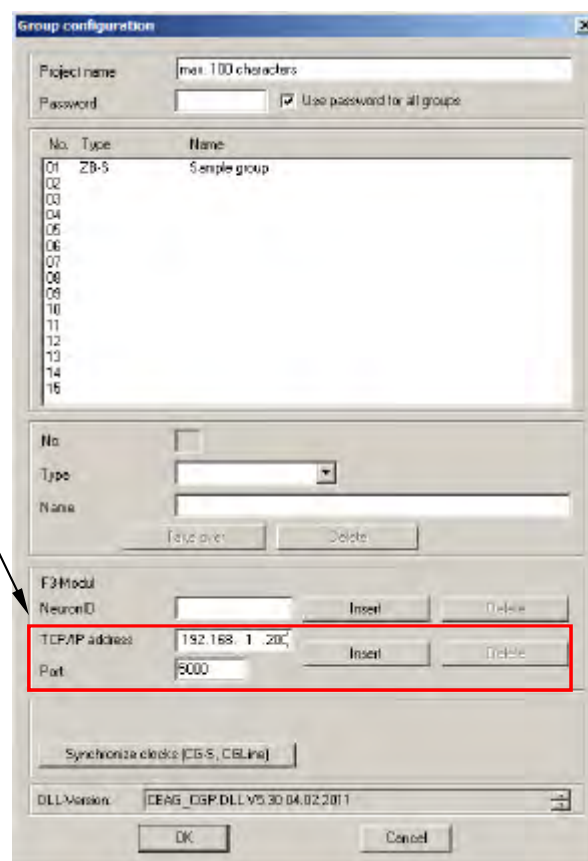 Group configuration
Project name max. 100 characters
Password Use password for all groups
No. Type Name
01 ZB-S Sample group
02
03
04
05
06
07
08
09
10
11
12
13
14
15
No
Type
Name
Take over Delete
F3-Modul
NeuronID Insert Delete
TCP/IP address 192.168. 1 .200
Insert Delete
Port 5000
Synchronize clocks (CG-S, CGLine)
DLL-Version: CEAG_CGP.DLL V5.30 04.02.2011
OK Cancel